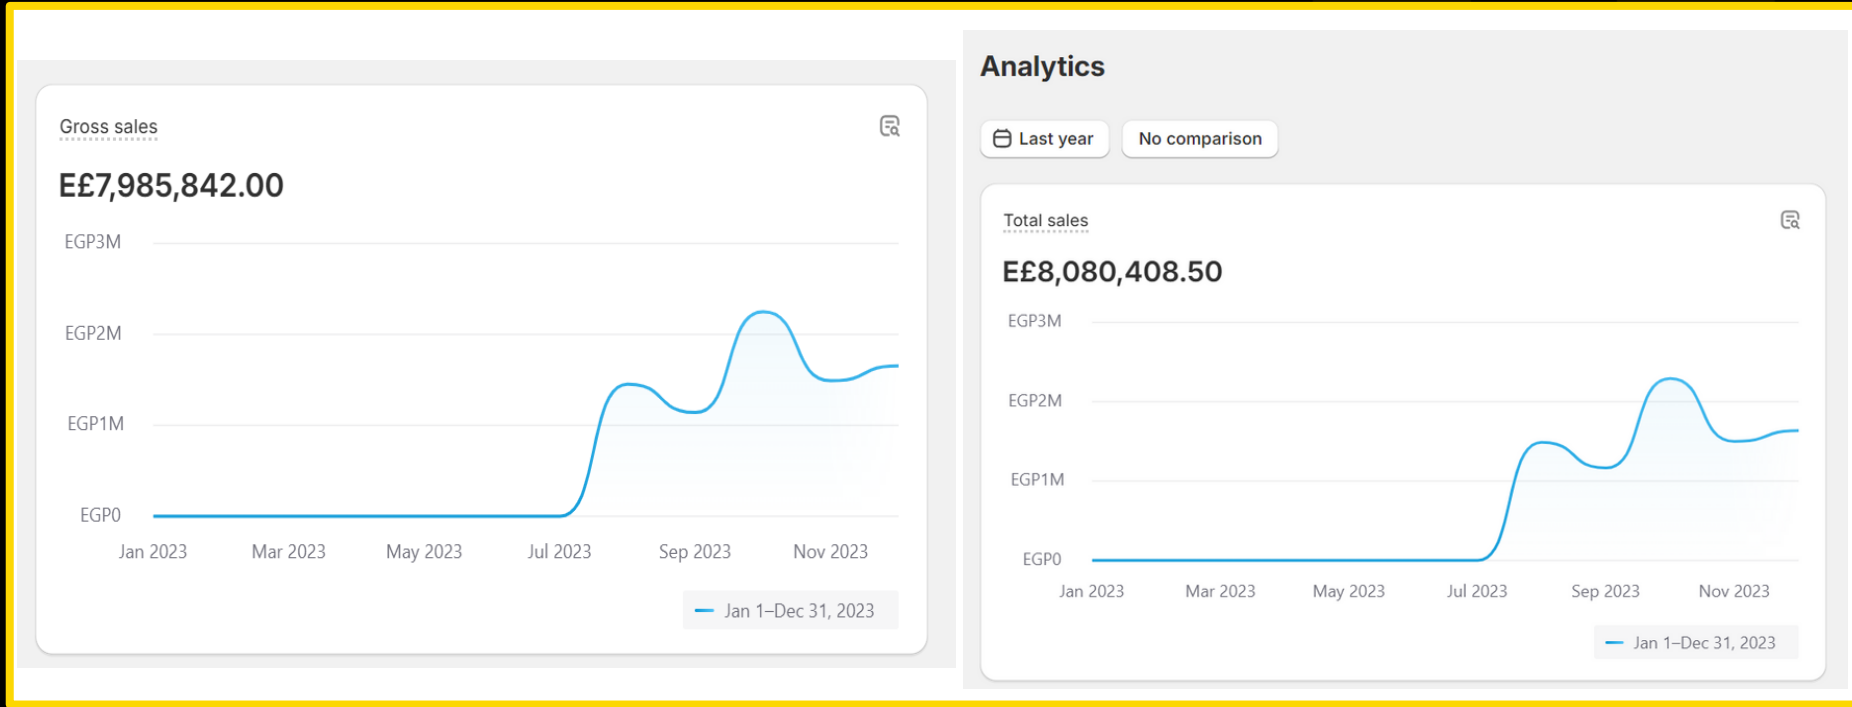 Gross sales
E£7,985,842.00
EGP3M
EGP2M
EGP1M
EGP0
Jan 2023 Mar 2023 May 2023 Jul 2023 Sep 2023 Nov 2023
Jan 1–Dec 31, 2023
Analytics
Last year No comparison
Total sales
E£8,080,408.50
EGP3M
EGP2M
EGP1M
EGP0
Jan 2023 Mar 2023 May 2023 Jul 2023 Sep 2023 Nov 2023
Jan 1–Dec 31, 2023